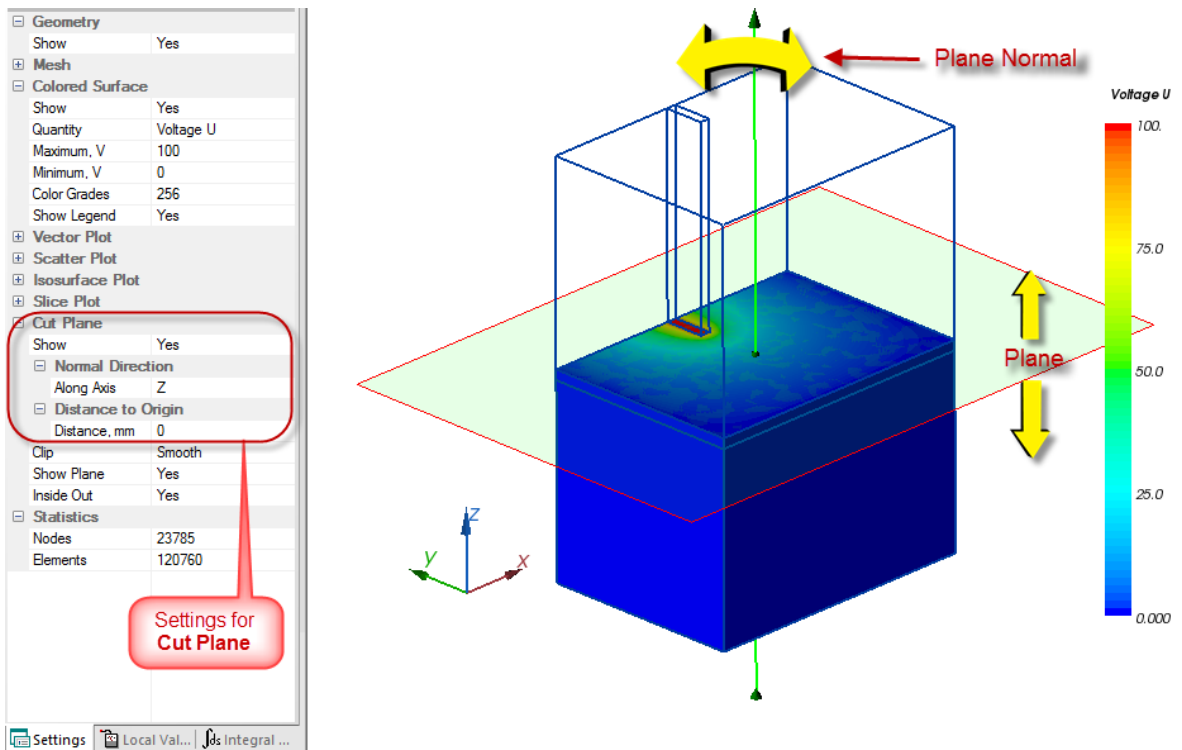 Geometry
Show Yes
Mesh
Colored Surface
Show Yes
Quantity Voltage U
Maximum, V 100
Minimum, V 0
Color Grades 256
Show Legend Yes
Vector Plot
Scatter Plot
Isosurface Plot
Slice Plot
Cut Plane
Show Yes
Normal Direction
Along Axis Z
Distance to Origin
Distance, mm 0
Clip Smooth
Show Plane Yes
Inside Out Yes
Statistics
Nodes 23785
Elements 120760
Settings for
Cut Plane
Settings Local Val... ∫ds Integral ...
Plane Normal
Plane
z
y
x
Voltage U
100.
75.0
50.0
25.0
0.000